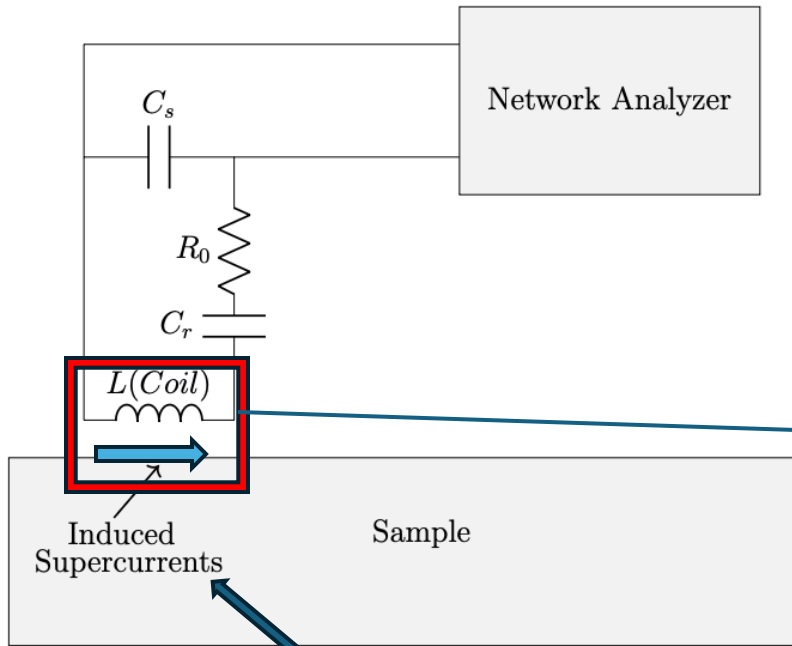 Network Analyzer
C_s
R_0
C_r
L(Coil)
Induced
Supercurrents
Sample